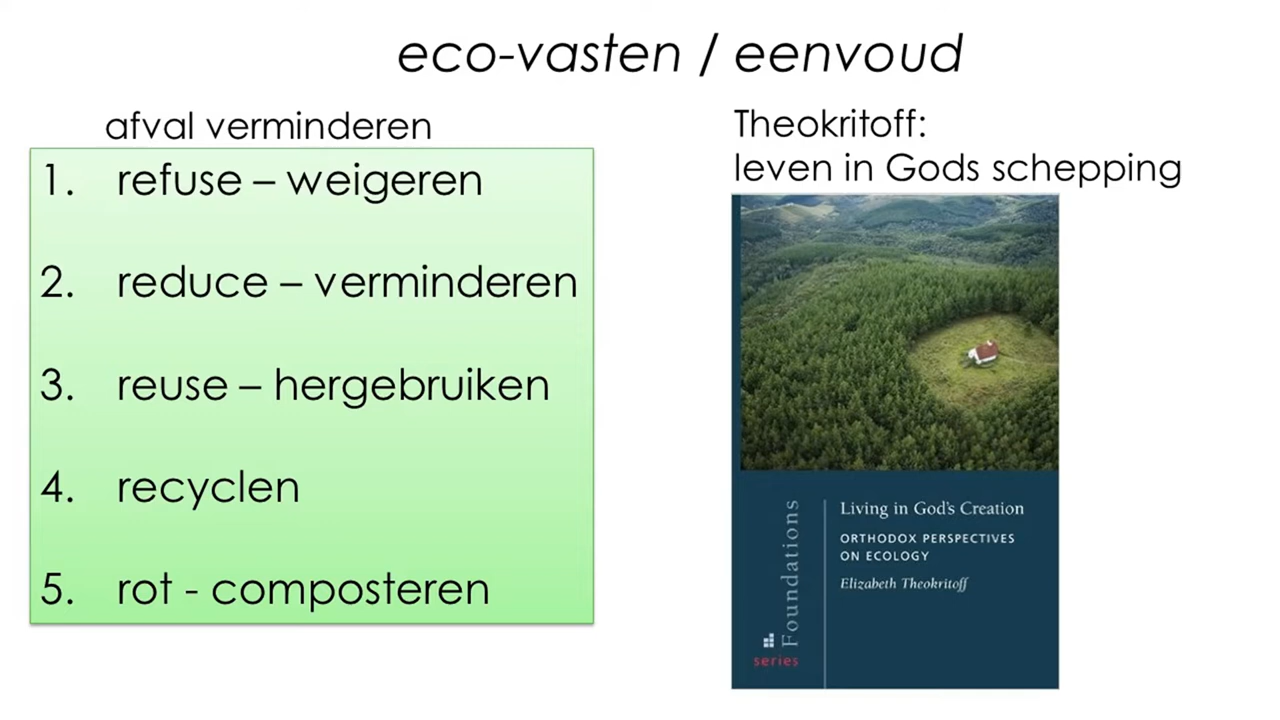 eco-vasten / eenvoud
afval verminderen
1. refuse – weigeren
2. reduce – verminderen
3. reuse – hergebruiken
4. recyclen
5. rot - composteren
Theokritoff:
leven in Gods schepping
Living in God's Creation
ORTHODOX PERSPECTIVES
ON ECOLOGY
Elizabeth Theokritoff
Foundations
series